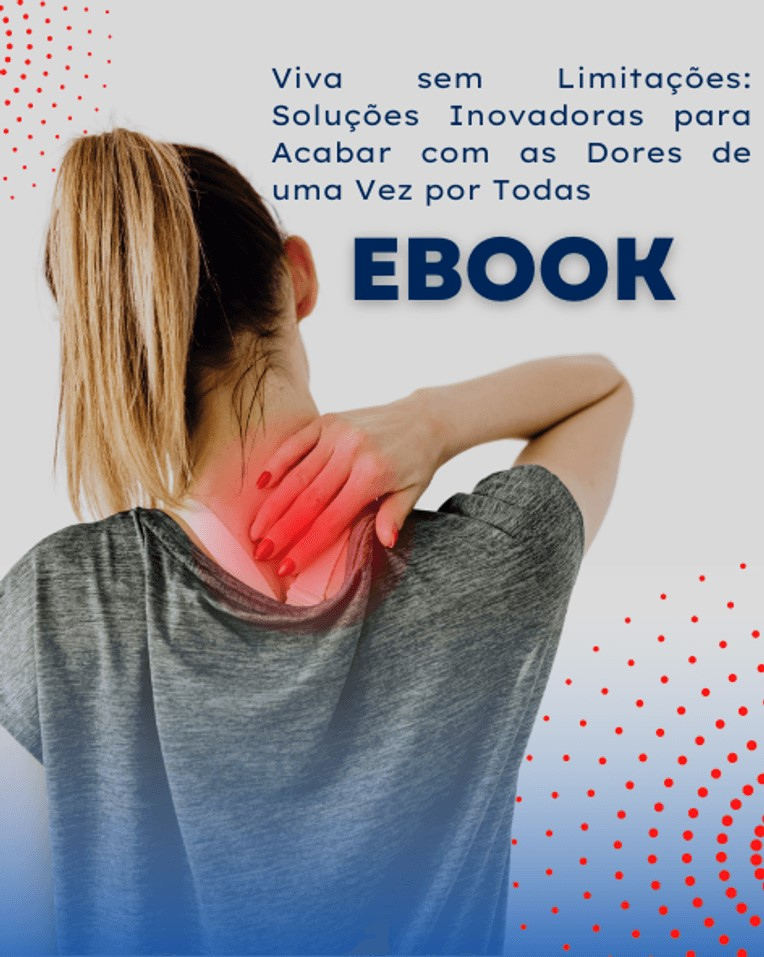 Viva sem Limitações:
Soluções Inovadoras para
Acabar com as Dores de
uma Vez por Todas
EBOOK